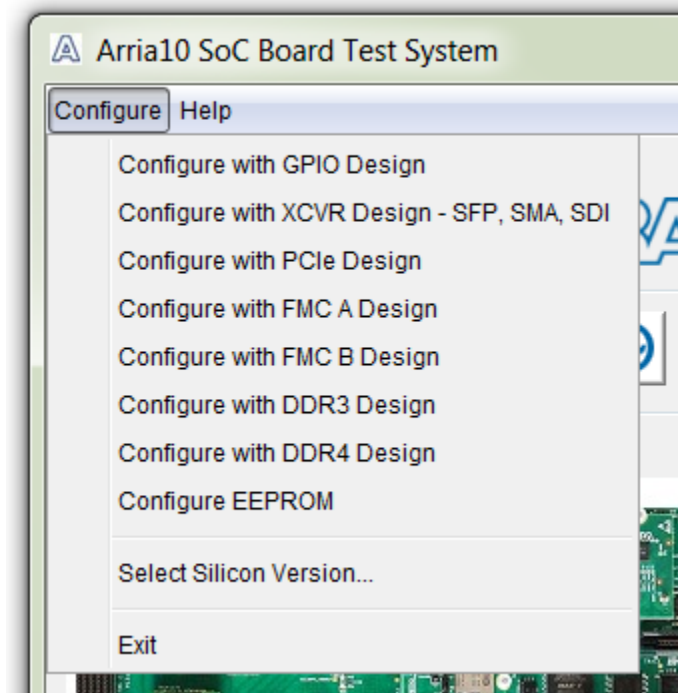 Arria10 SoC Board Test System
Configure Help
Configure with GPIO Design
Configure with XCVR Design - SFP, SMA, SDI
Configure with PCIe Design
Configure with FMC A Design
Configure with FMC B Design
Configure with DDR3 Design
Configure with DDR4 Design
Configure EEPROM
Select Silicon Version...
Exit